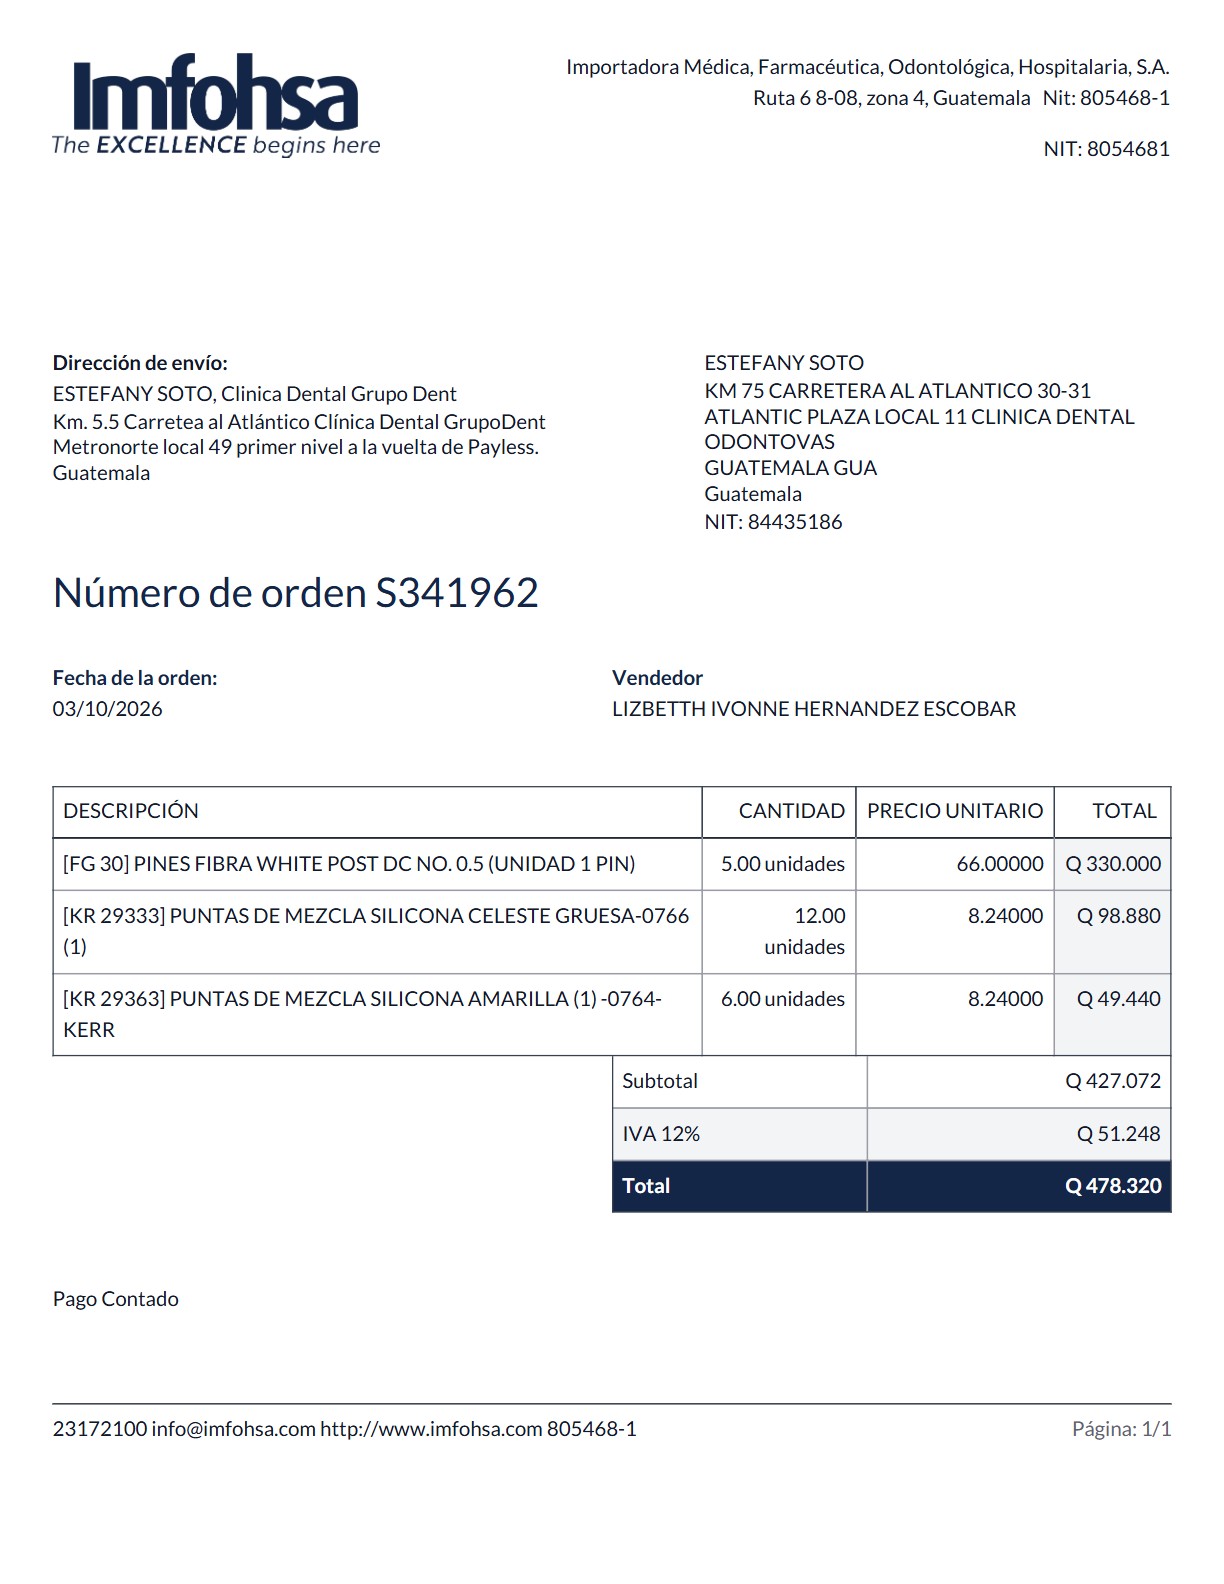 Imfohsa
The EXCELLENCE begins here
Importadora Médica, Farmacéutica, Odontológica, Hospitalaria, S.A.
Ruta 6 8-08, zona 4, Guatemala Nit: 805468-1
NIT: 8054681
Dirección de envío:
ESTEFANY SOTO, Clinica Dental Grupo Dent
Km. 5.5 Carretea al Atlántico Clínica Dental GrupoDent
Metronorte local 49 primer nivel a la vuelta de Payless.
Guatemala
ESTEFANY SOTO
KM 75 CARRETERA AL ATLANTICO 30-31
ATLANTIC PLAZA LOCAL 11 CLINICA DENTAL
ODONTOVAS
GUATEMALA GUA
Guatemala
NIT: 84435186
Número de orden S341962
Fecha de la orden:
03/10/2026
Vendedor
LIZBETTH IVONNE HERNANDEZ ESCOBAR
DESCRIPCIÓN CANTIDAD PRECIO UNITARIO TOTAL
[FG 30] PINES FIBRA WHITE POST DC NO. 0.5 (UNIDAD 1 PIN) 5.00 unidades 66.00000 Q 330.000
[KR 29333] PUNTAS DE MEZCLA SILICONA CELESTE GRUESA-0766 12.00 8.24000 Q 98.880
(1) unidades
[KR 29363] PUNTAS DE MEZCLA SILICONA AMARILLA (1) -0764- 6.00 unidades 8.24000 Q 49.440
KERR
Subtotal Q 427.072
IVA 12% Q 51.248
Total Q 478.320
Pago Contado
23172100 info@imfohsa.com http://www.imfohsa.com 805468-1 Página: 1/1